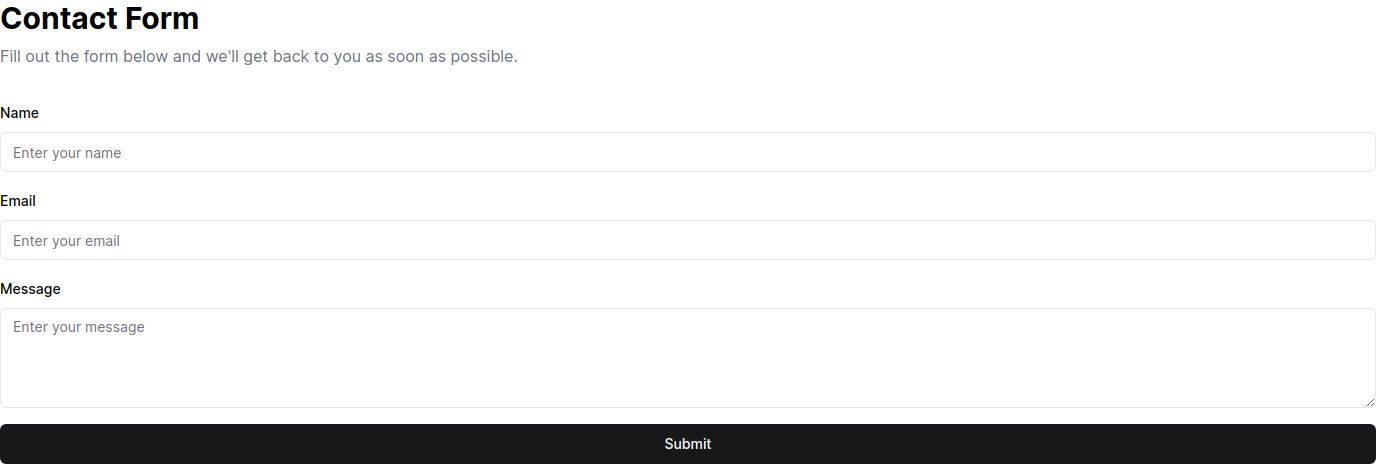 Contact Form
Fill out the form below and we'll get back to you as soon as possible.
Name
Enter your name
Email
Enter your email
Message
Enter your message
Submit